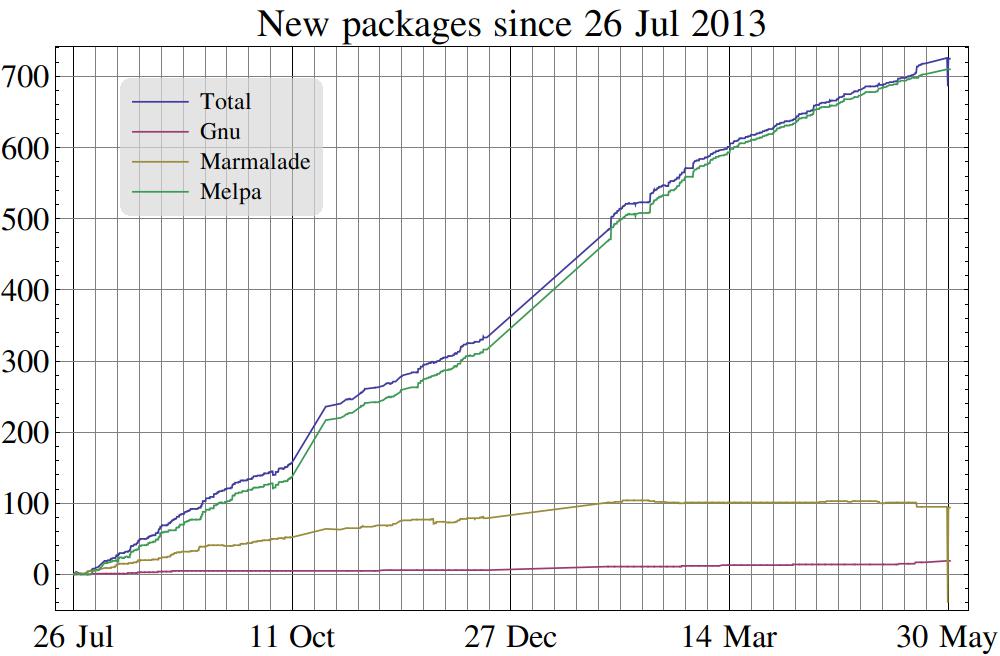 New packages since 26 Jul 2013
700
600
500
400
300
200
100
0
Total
Gnu
Marmalade
Melpa
26 Jul
11 Oct
27 Dec
14 Mar
30 May